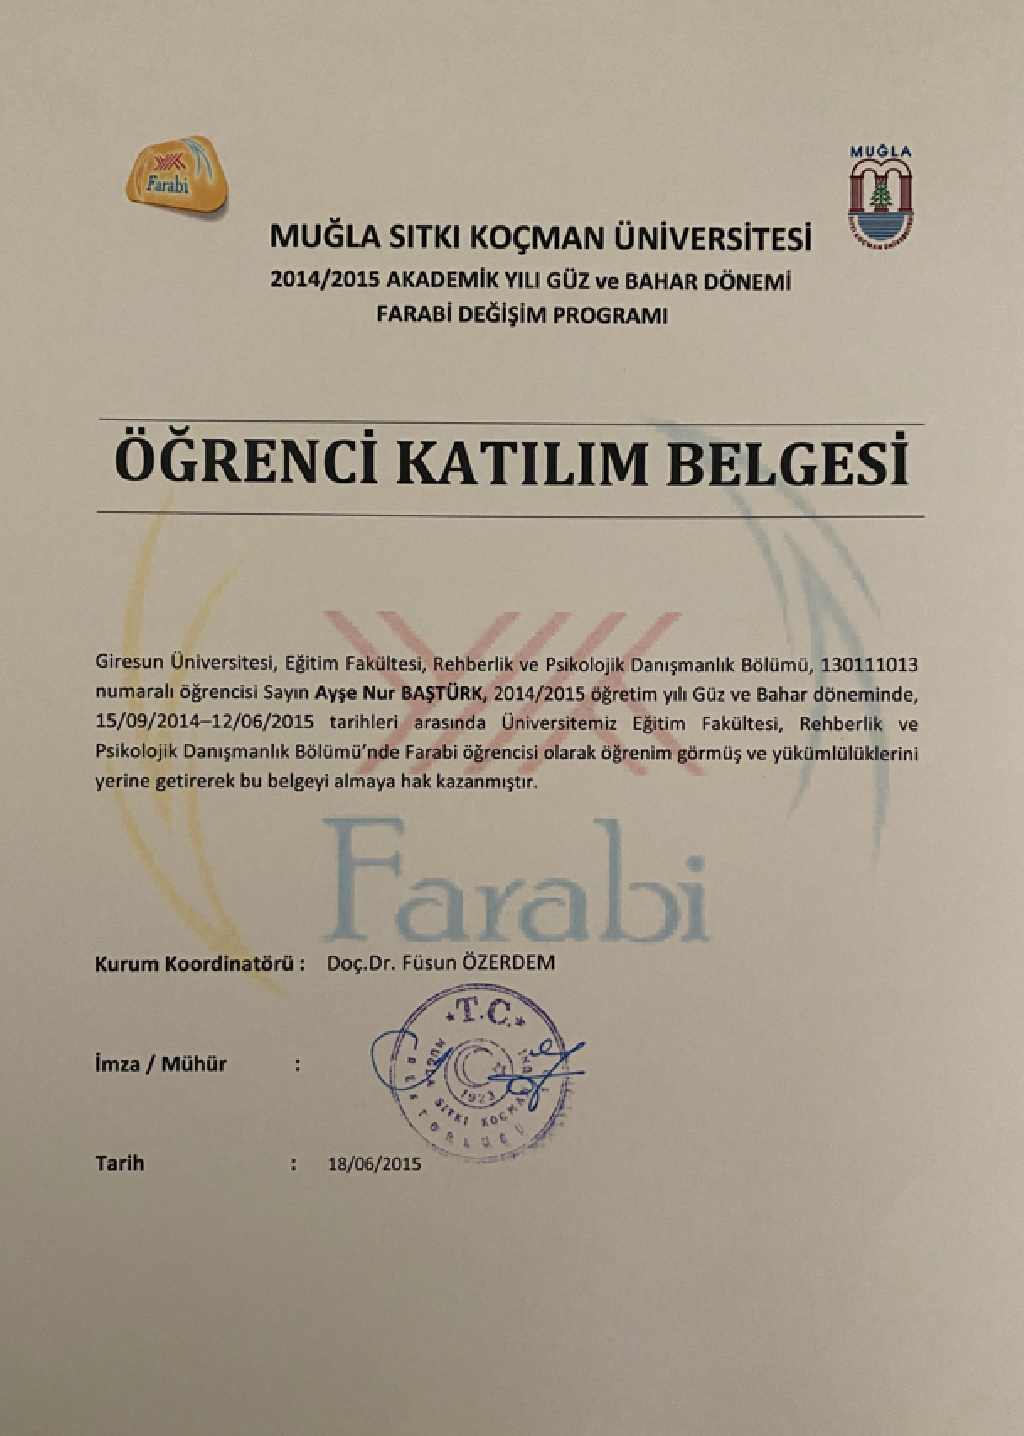 Farabi
MUĞLA
MUĞLA SITKI KOÇMAN ÜNİVERSİTESİ
2014/2015 AKADEMİK YILI GÜZ ve BAHAR DÖNEMİ
FARABİ DEĞİŞİM PROGRAMI
ÖĞRENCİ KATILIM BELGESİ
Giresun Üniversitesi, Eğitim Fakültesi, Rehberlik ve Psikolojik Danışmanlık Bölümü, 130111013
numaralı öğrencisi Sayın Ayşe Nur BAŞTÜRK, 2014/2015 öğretim yılı Güz ve Bahar döneminde,
15/09/2014–12/06/2015 tarihleri arasında Üniversitemiz Eğitim Fakültesi, Rehberlik ve
Psikolojik Danışmanlık Bölümü'nde Farabi öğrencisi olarak öğrenim görmüş ve yükümlülüklerini
yerine getirerek bu belgeyi almaya hak kazanmıştır.
Farabi
Kurum Koordinatörü : Doç.Dr. Füsun ÖZERDEM
T.C.
MUĞLA SITKI KOÇMAN
REKTÖRLÜĞÜ
1923
İmza / Mühür :
Tarih : 18/06/2015